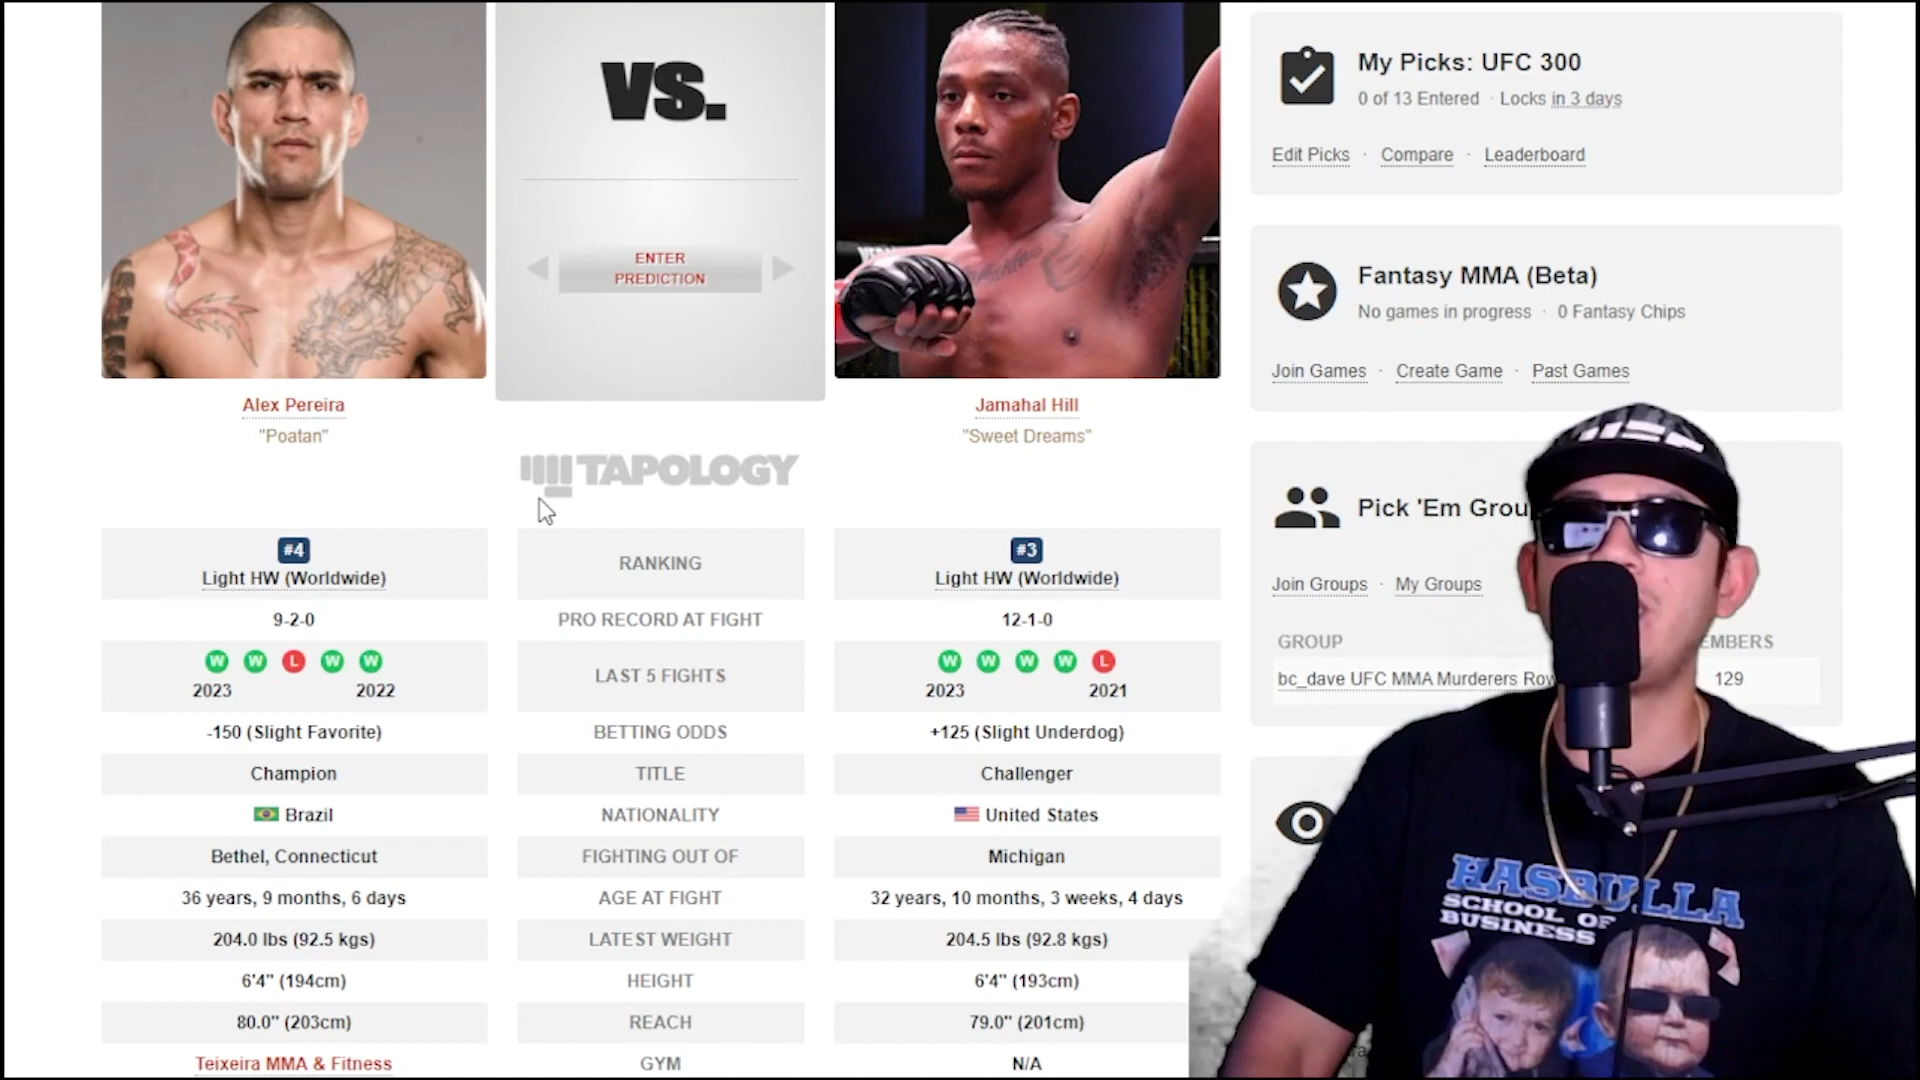 VS.
ENTER
PREDICTION
Alex Pereira
"Poatan"
Jamahal Hill
"Sweet Dreams"
TAPOLOGY
#4
Light HW (Worldwide)
RANKING
#3
Light HW (Worldwide)
9-2-0
PRO RECORD AT FIGHT
12-1-0
W W L W W
2023 2022
LAST 5 FIGHTS
W W W W L
2023 2021
-150 (Slight Favorite)
BETTING ODDS
+125 (Slight Underdog)
Champion
TITLE
Challenger
Brazil
NATIONALITY
United States
Bethel, Connecticut
FIGHTING OUT OF
Michigan
36 years, 9 months, 6 days
AGE AT FIGHT
32 years, 10 months, 3 weeks, 4 days
204.0 lbs (92.5 kgs)
LATEST WEIGHT
204.5 lbs (92.8 kgs)
6'4" (194cm)
HEIGHT
6'4" (193cm)
80.0" (203cm)
REACH
79.0" (201cm)
Teixeira MMA & Fitness
GYM
N/A
My Picks: UFC 300
0 of 13 Entered · Locks in 3 days
Edit Picks · Compare · Leaderboard
Fantasy MMA (Beta)
No games in progress · 0 Fantasy Chips
Join Games · Create Game · Past Games
Pick 'Em Grou
Join Groups · My Groups
GROUP
EMBERS
bc_dave UFC MMA Murderers Row
129
HASBULLA
SCHOOL OF
BUSINESS